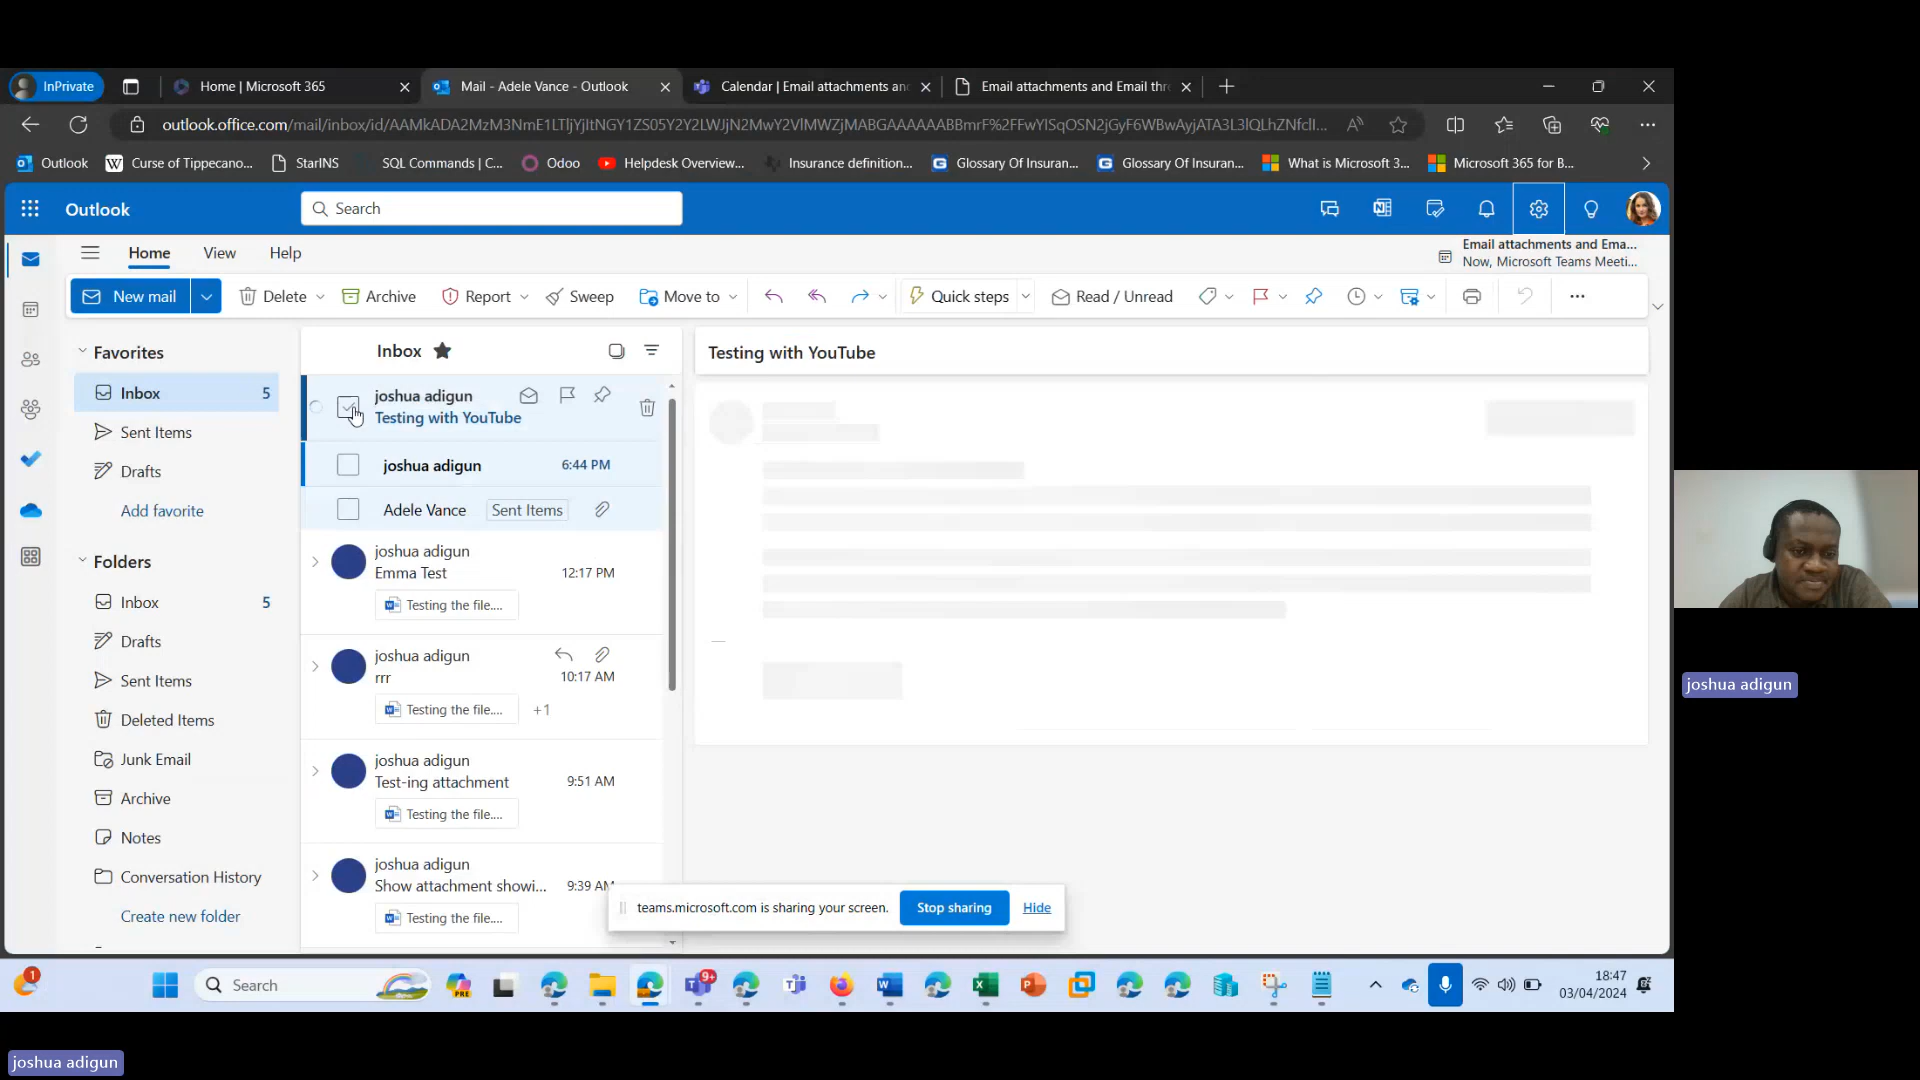 InPrivate
Home | Microsoft 365
Mail - Adele Vance - Outlook
Calendar | Email attachments an
Email attachments and Email thr
outlook.office.com/mail/inbox/id/AAMkADA2MzM3NmE1LTljYjItNGY1ZS05Y2Y2LWJjN2MwY2VlMWZjMABGAAAAAABBmrF%2FFwYlSqOSN2jGyF6WBwAyjATA3L3lQLhZNfclI...
Outlook
Curse of Tippecano...
StarINS
SQL Commands | C...
Odoo
Helpdesk Overview...
Insurance definition...
Glossary Of Insuran...
Glossary Of Insuran...
What is Microsoft 3...
Microsoft 365 for B...
Outlook
Search
Home
View
Help
Email attachments and Ema...
Now, Microsoft Teams Meeti...
New mail
Delete
Archive
Report
Sweep
Move to
Quick steps
Read / Unread
Favorites
Inbox 5
Sent Items
Drafts
Add favorite
Folders
Inbox 5
Drafts
Sent Items
Deleted Items
Junk Email
Archive
Notes
Conversation History
Create new folder
Inbox
joshua adigun
Testing with YouTube
joshua adigun 6:44 PM
Adele Vance Sent Items
joshua adigun
Emma Test 12:17 PM
Testing the file....
joshua adigun
rrr 10:17 AM
Testing the file.... +1
joshua adigun
Test-ing attachment 9:51 AM
Testing the file....
joshua adigun
Show attachment showi... 9:39 AM
Testing the file....
Testing with YouTube
teams.microsoft.com is sharing your screen.
Stop sharing
Hide
joshua adigun
1
Search
PRE
9+
18:47
03/04/2024
joshua adigun